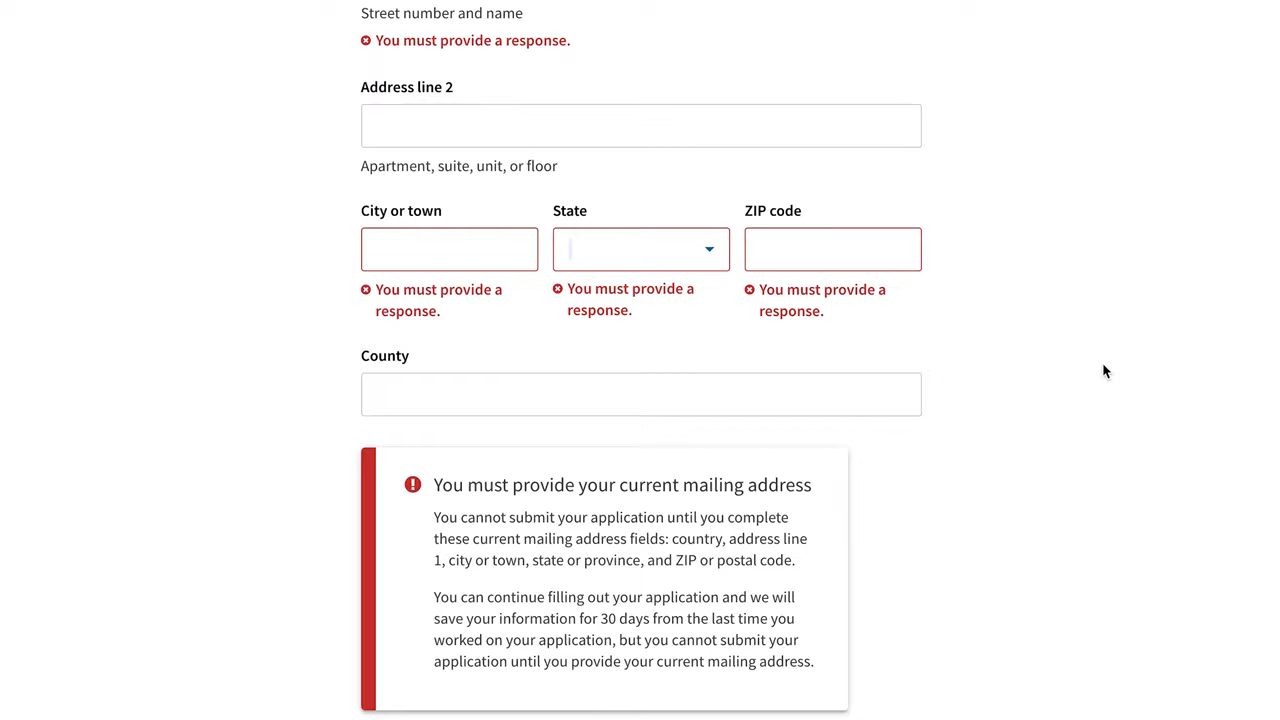 Street number and name
You must provide a response.
Address line 2
Apartment, suite, unit, or floor
City or town
State
ZIP code
You must provide a
response.
You must provide a
response.
You must provide a
response.
County
You must provide your current mailing address
You cannot submit your application until you complete
these current mailing address fields: country, address line
1, city or town, state or province, and ZIP or postal code.
You can continue filling out your application and we will
save your information for 30 days from the last time you
worked on your application, but you cannot submit your
application until you provide your current mailing address.